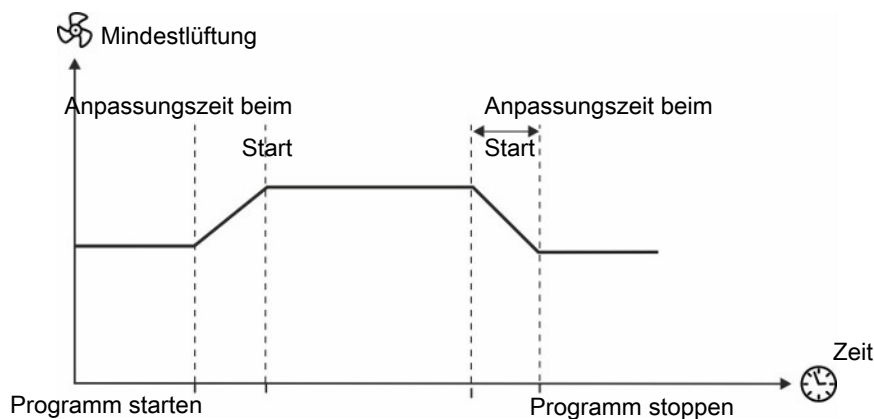 Mindestlüftung
Anpassungszeit beim
Start
Anpassungszeit beim
Start
Zeit
Programm starten
Programm stoppen